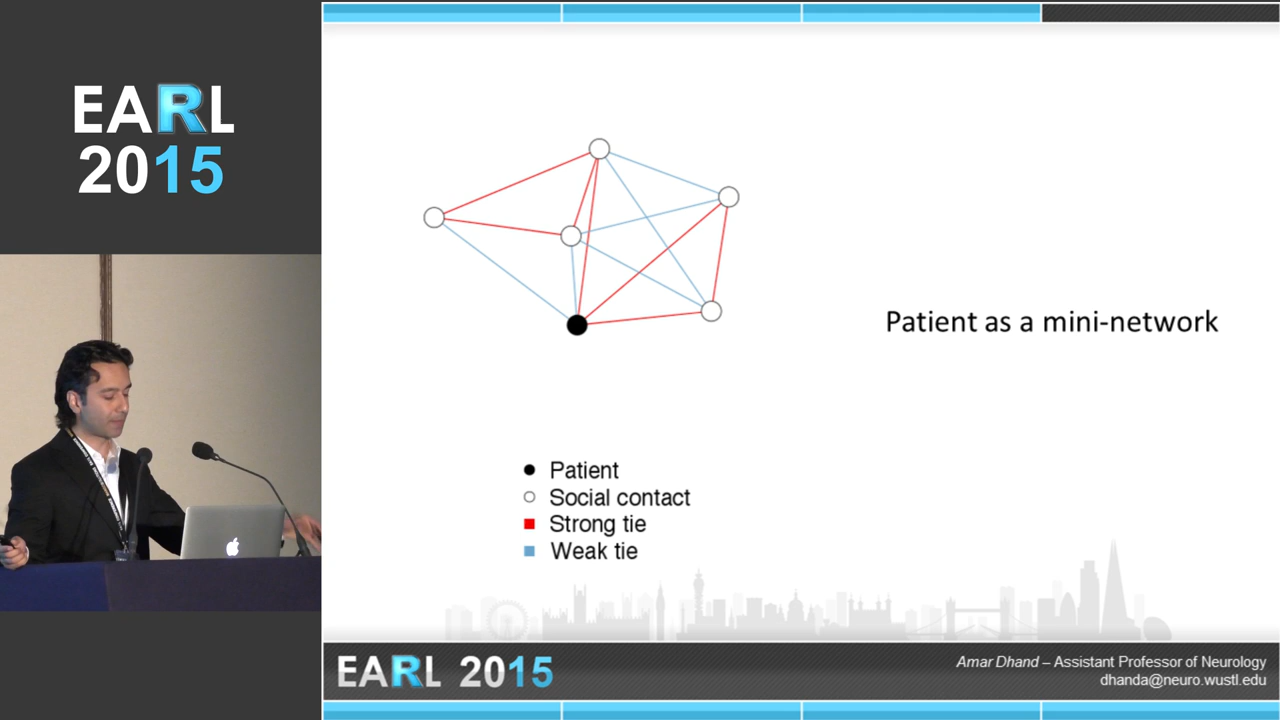 EARL
2015
Patient as a mini-network
Patient
Social contact
Strong tie
Weak tie
EARL 2015
Amar Dhand – Assistant Professor of Neurology
dhanda@neuro.wustl.edu